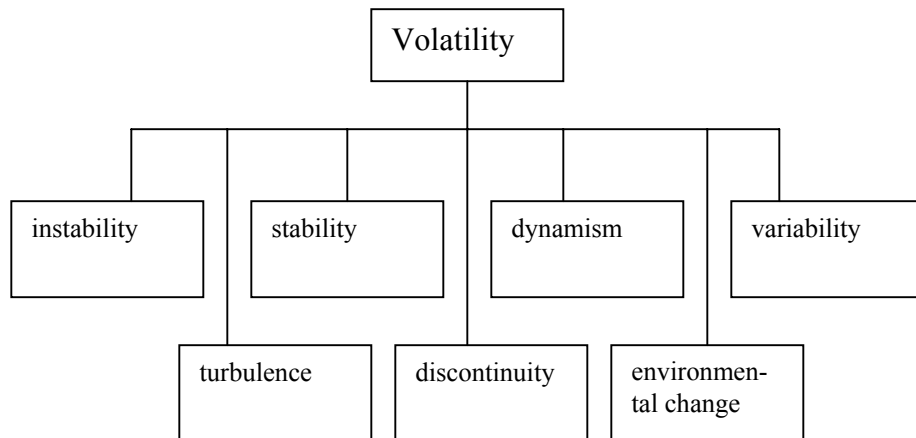 Volatility
instability
stability
dynamism
variability
turbulence
discontinuity
environmen-
tal change